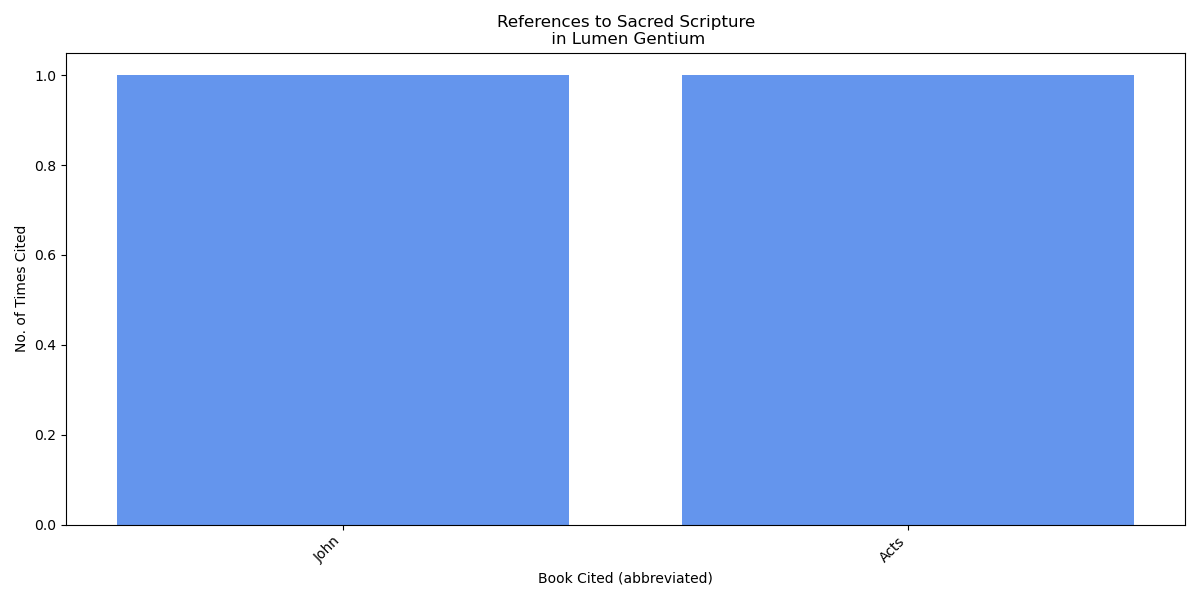 References to Sacred Scripture
in Lumen Gentium
No. of Times Cited
1.0
0.8
0.6
0.4
0.2
0.0
John
Acts
Book Cited (abbreviated)